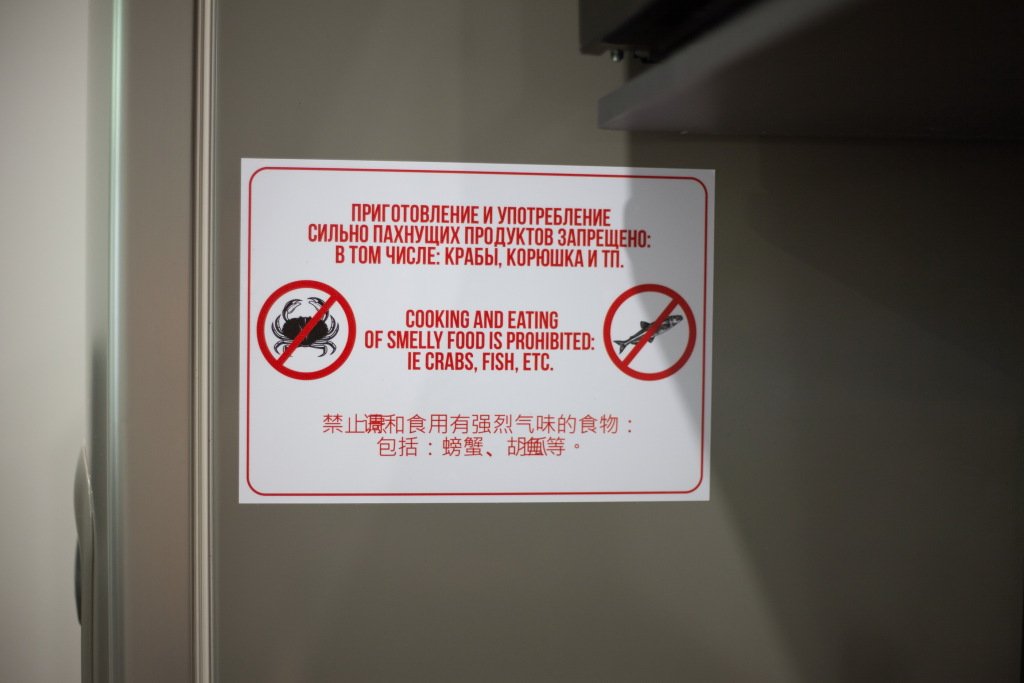 ПРИГОТОВЛЕНИЕ И УПОТРЕБЛЕНИЕ
СИЛЬНО ПАХНУЩИХ ПРОДУКТОВ ЗАПРЕЩЕНО:
В ТОМ ЧИСЛЕ: КРАБЫ, КОРЮШКА И ТП.
COOKING AND EATING
OF SMELLY FOOD IS PROHIBITED:
IE CRABS, FISH, ETC.
禁止和食用有强烈气味的食物：
包括：螃蟹、胡等。